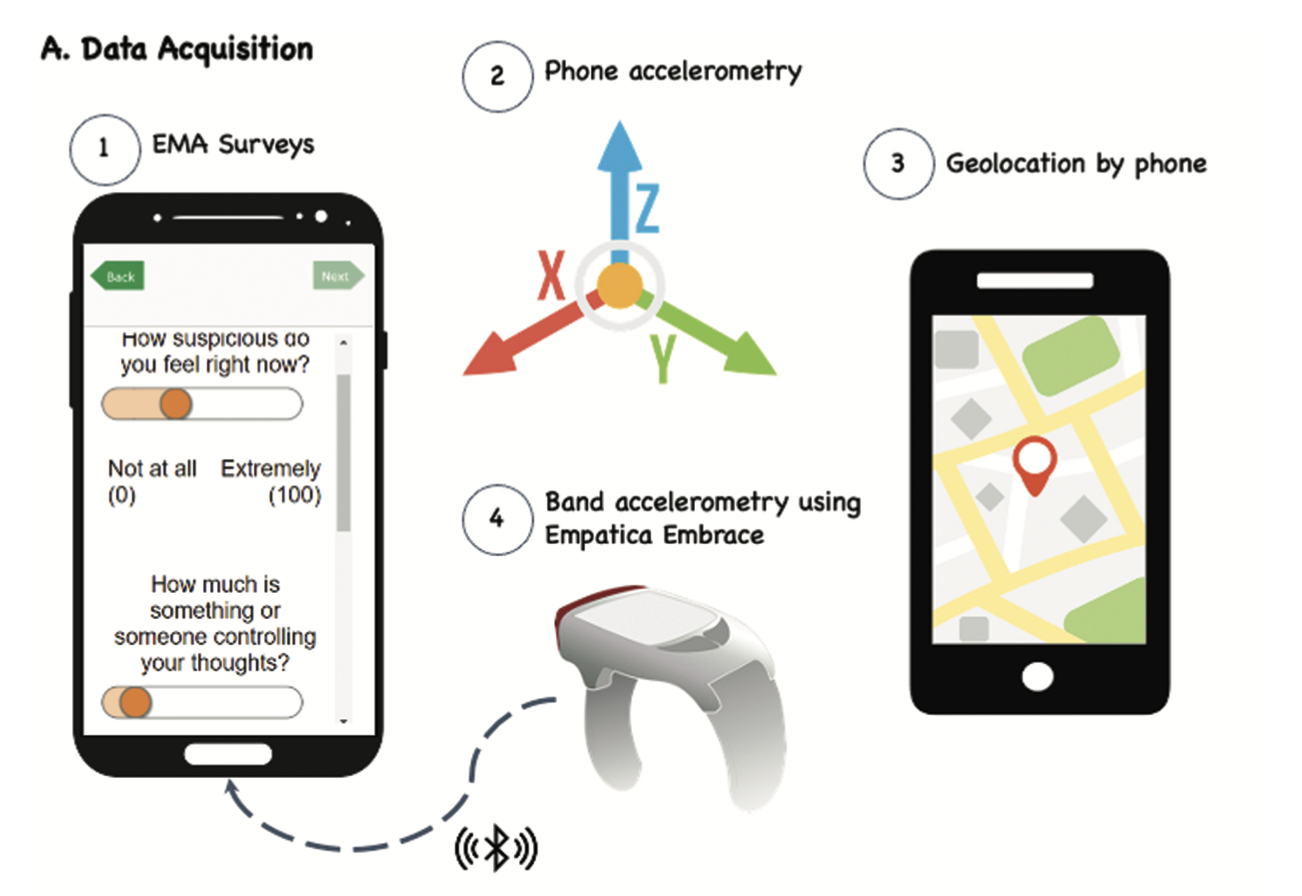 A. Data Acquisition
1
EMA Surveys
Back
Next
How suspicious do
you feel right now?
Not at all
(0)
Extremely
(100)
How much is
something or
someone controlling
your thoughts?
2
Phone accelerometry
Z
X
Y
3
Geolocation by phone
4
Band accelerometry using
Empatica Embrace